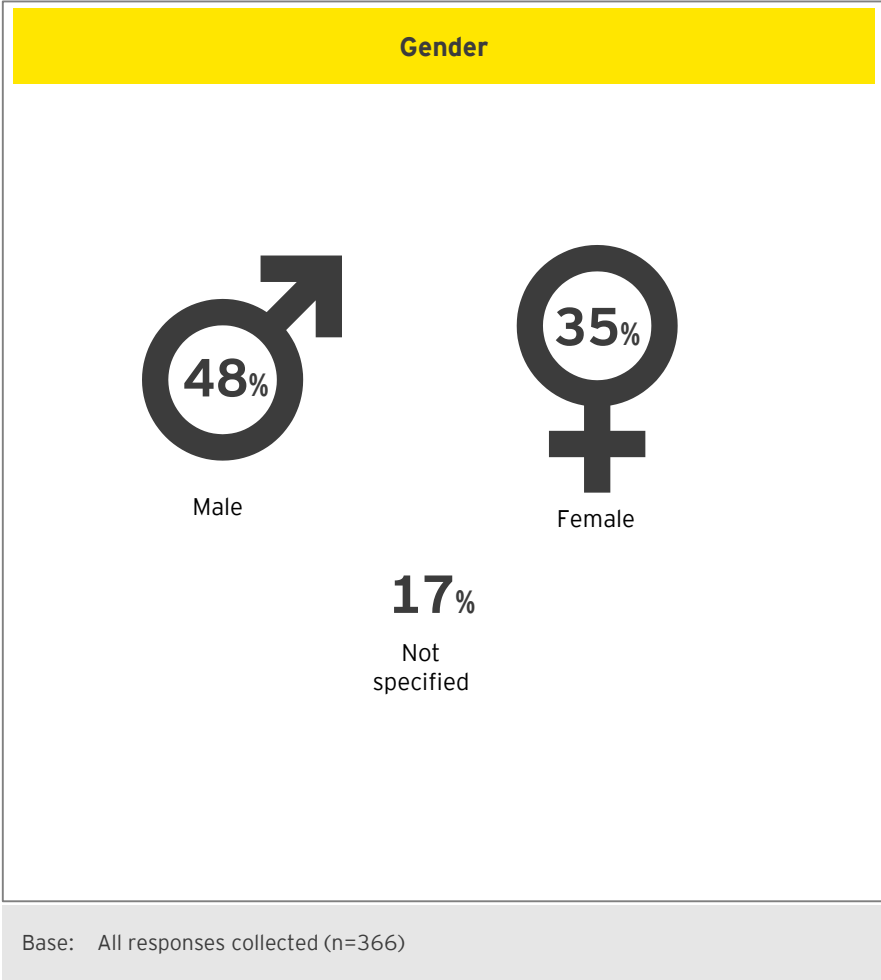 Gender
48%
35%
Male
Female
17%
Not
specified
Base: All responses collected (n=366)